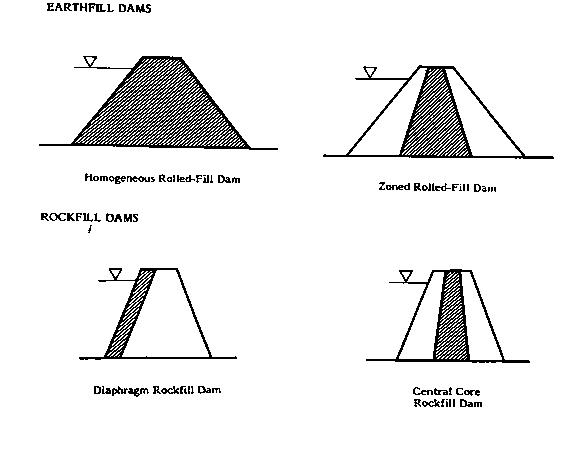 EARTHFILL DAMS
Homogeneous Rolled-Fill Dam
Zoned Rolled-Fill Dam
ROCKFILL DAMS
Diaphragm Rockfill Dam
Central Core
Rockfill Dam